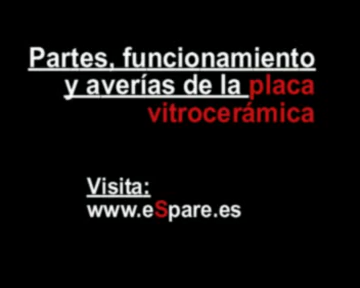 Partes, funcionamiento
y averías de la placa
vitrocerámica
Visita:
www.eSpare.es